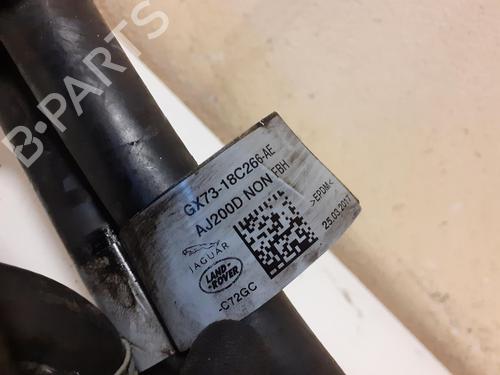 B-PARTS
GX73-18C266-AE
AJ200D NON FBH
>EPDM<
25.03.2017
JAGUAR
LAND-
ROVER
-C72GC